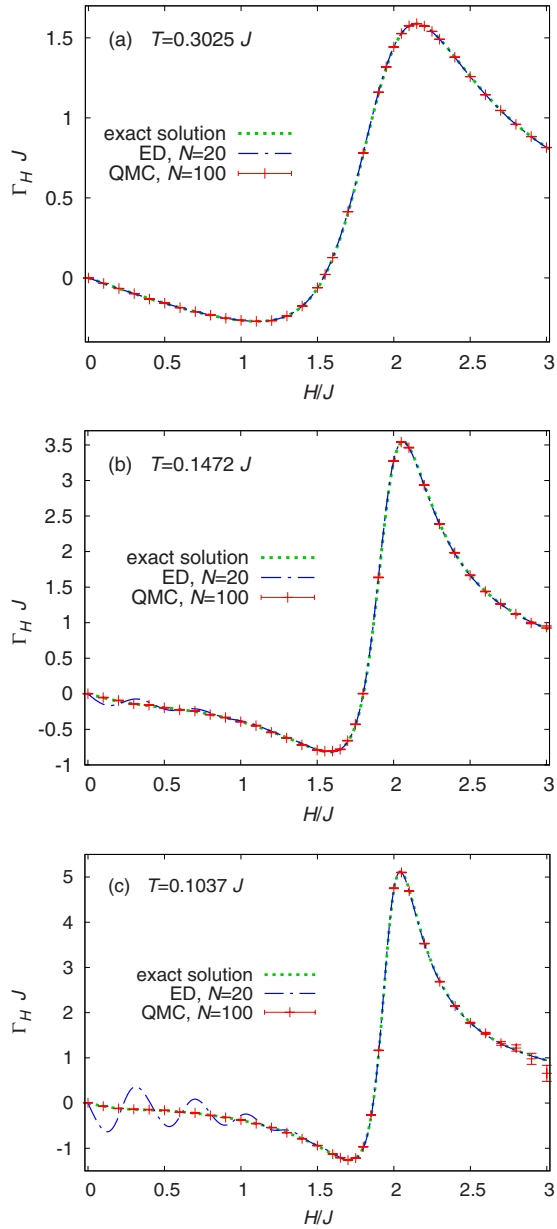 (a) T=0.3025 J
1.5
1
0
exact solution
ED, N=20
QMC, N=100
Γ_H J
0 0.5 1 1.5 2 2.5 3
H/J
(b) T=0.1472 J
3.5
3
2.5
2
1.5
1
0.5
0
-0.5
-1
exact solution
ED, N=20
QMC, N=100
Γ_H J
0 0.5 1 1.5 2 2.5 3
H/J
(c) T=0.1037 J
5
4
3
2
1
0
-1
exact solution
ED, N=20
QMC, N=100
Γ_H J
0 0.5 1 1.5 2 2.5 3
H/J